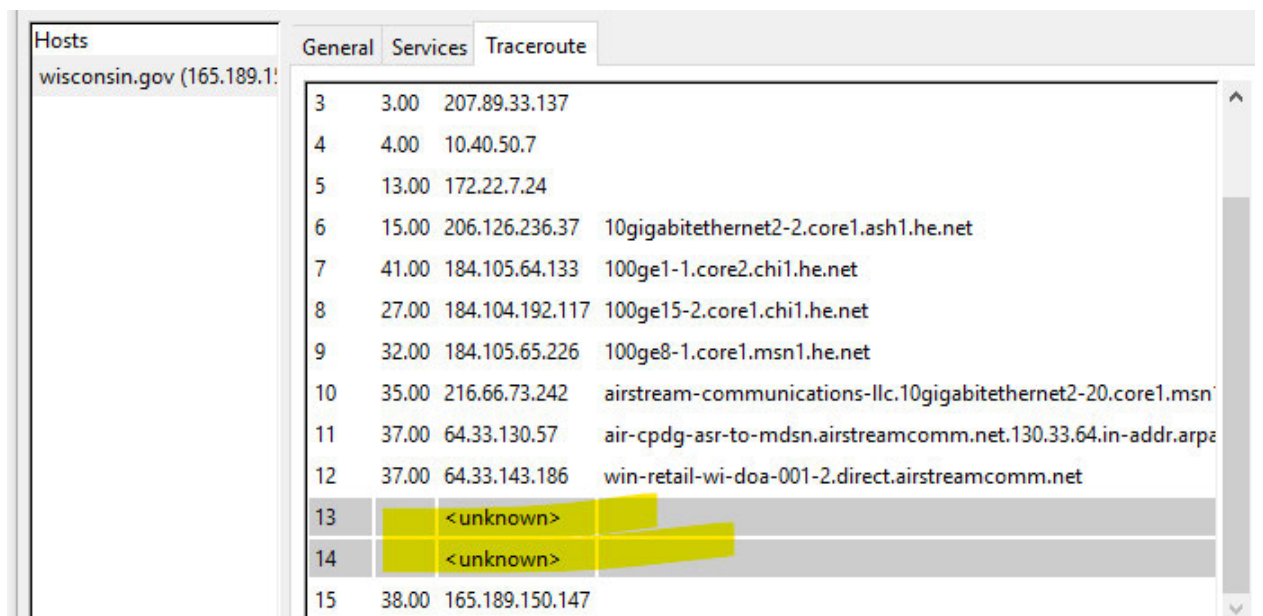 Hosts
wisconsin.gov (165.189.1
General Services Traceroute
3 3.00 207.89.33.137
4 4.00 10.40.50.7
5 13.00 172.22.7.24
6 15.00 206.126.236.37 10gigabitethernet2-2.core1.ash1.he.net
7 41.00 184.105.64.133 100ge1-1.core2.chi1.he.net
8 27.00 184.104.192.117 100ge15-2.core1.chi1.he.net
9 32.00 184.105.65.226 100ge8-1.core1.msn1.he.net
10 35.00 216.66.73.242 airstream-communications-llc.10gigabitethernet2-20.core1.msn
11 37.00 64.33.130.57 air-cpdg-asr-to-mdsn.airstreamcomm.net.130.33.64.in-addr.arpa
12 37.00 64.33.143.186 win-retail-wi-doa-001-2.direct.airstreamcomm.net
13 <unknown>
14 <unknown>
15 38.00 165.189.150.147